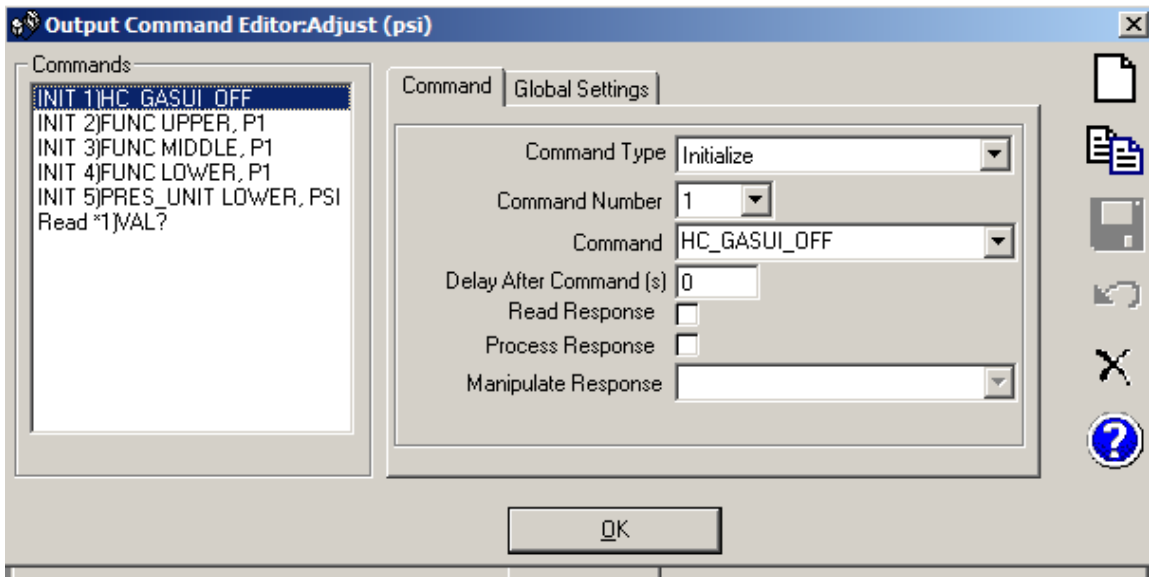 Output Command Editor:Adjust (psi)
Commands
INIT 1)HC_GASUI_OFF
INIT 2)FUNC UPPER, P1
INIT 3)FUNC MIDDLE, P1
INIT 4)FUNC LOWER, P1
INIT 5)PRES_UNIT LOWER, PSI
Read *1)VAL?
Command
Global Settings
Command Type Initialize
Command Number 1
Command HC_GASUI_OFF
Delay After Command (s) 0
Read Response
Process Response
Manipulate Response
OK